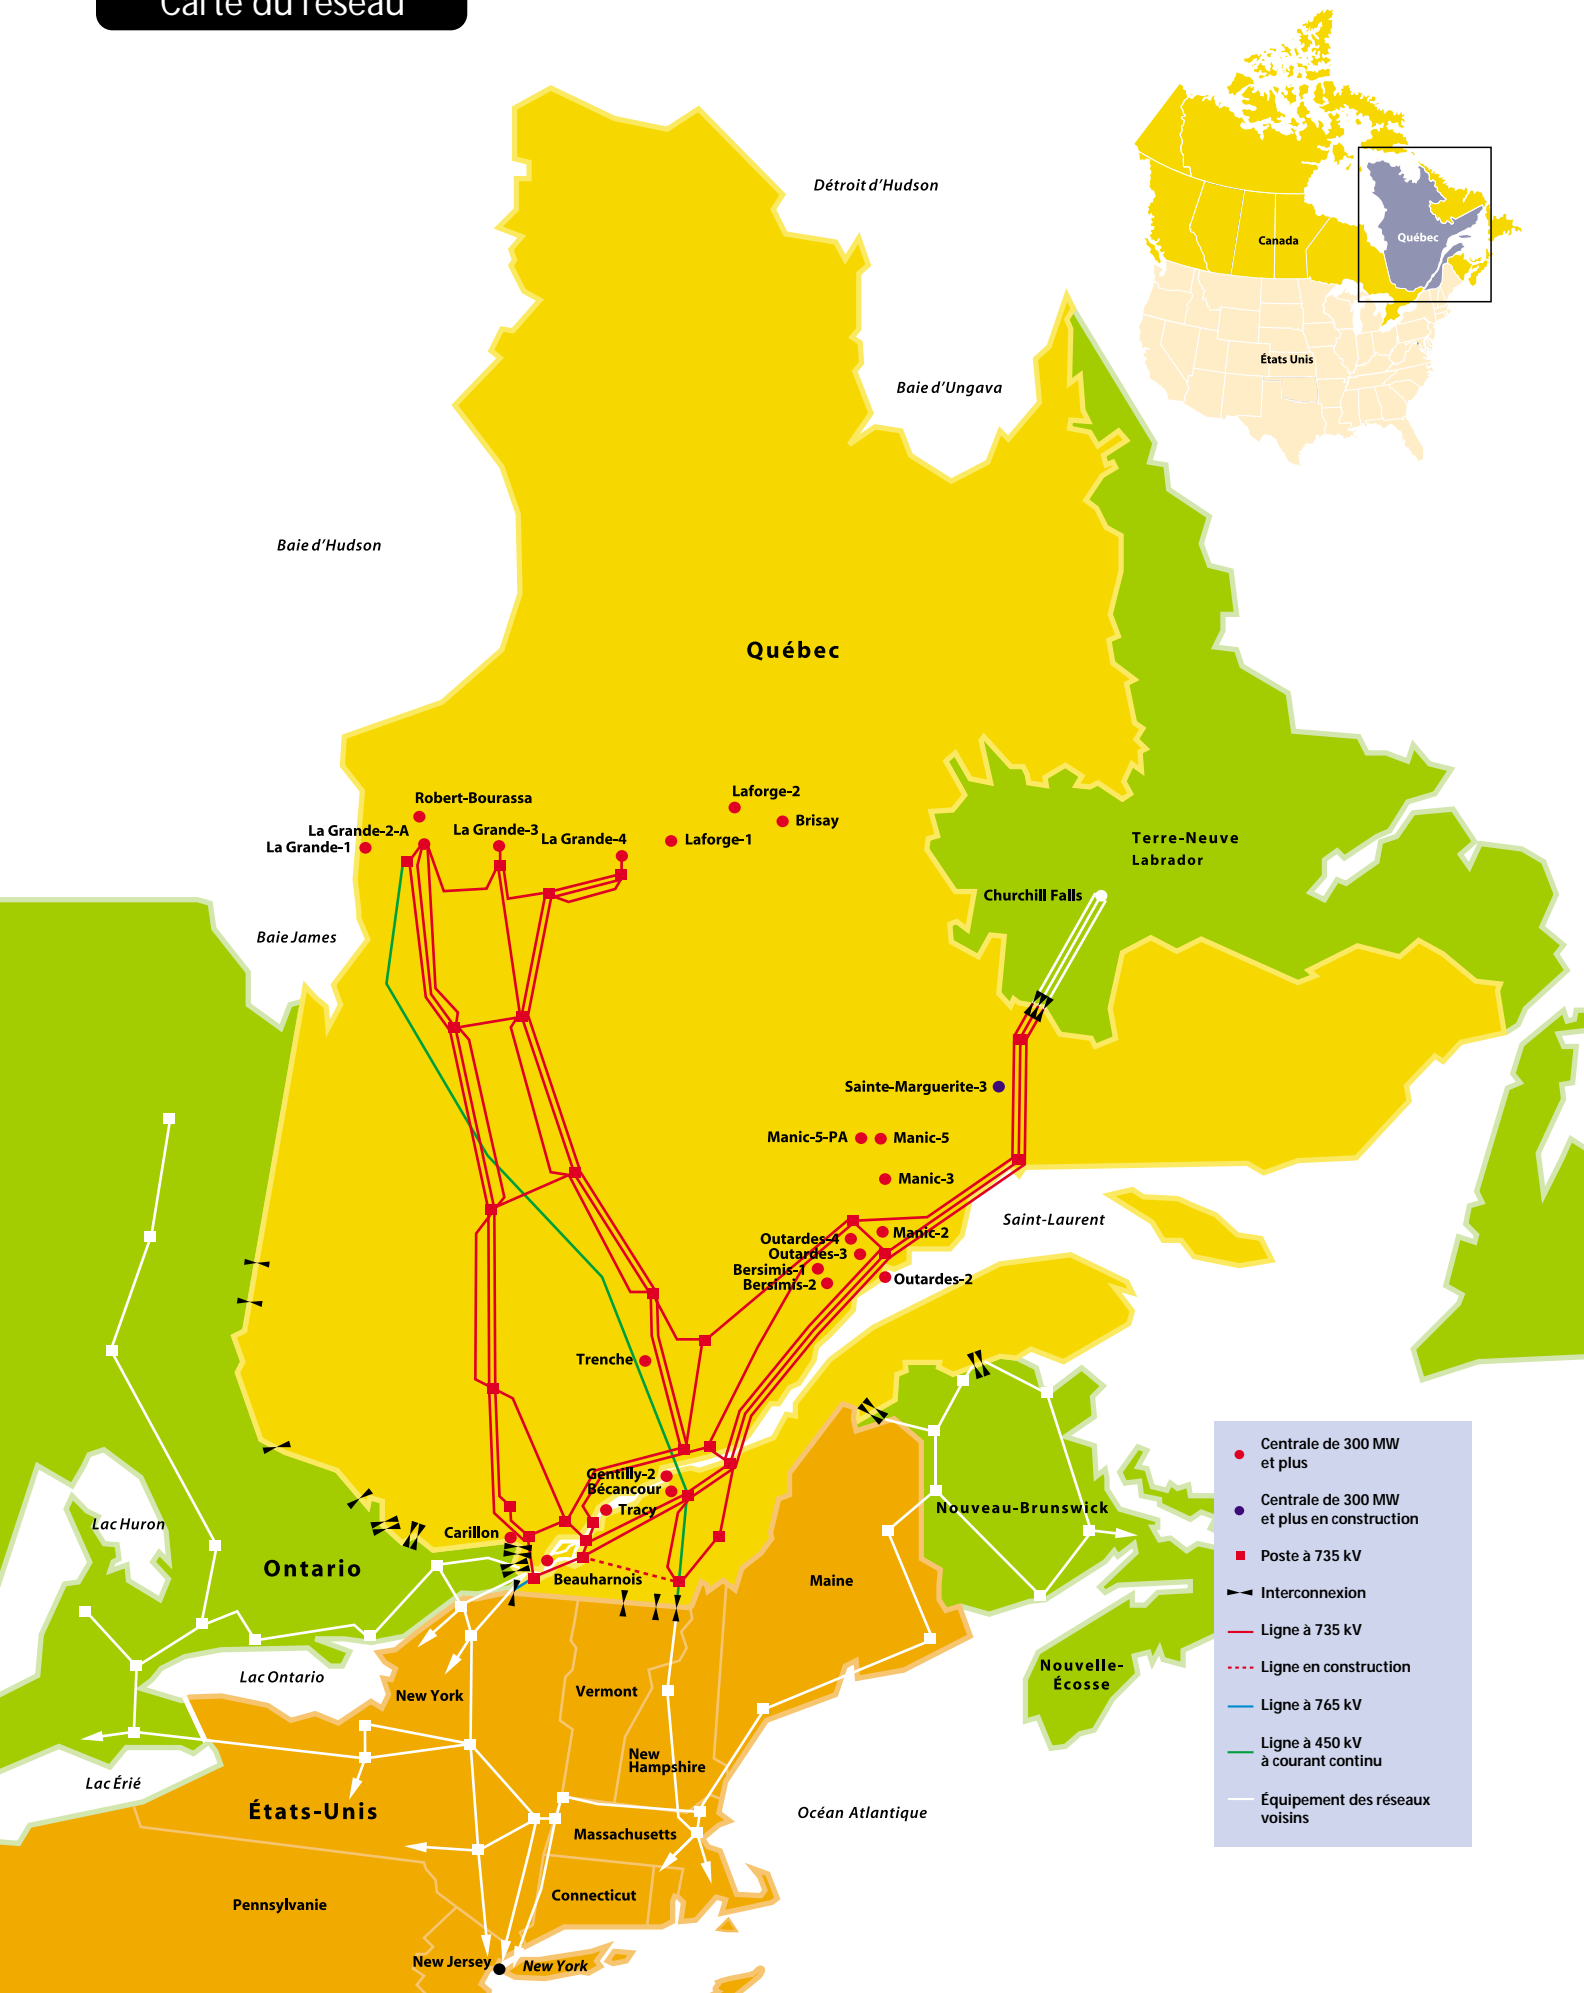 Carte du réseau
Détroit d'Hudson
Canada
Québec
États Unis
Baie d'Ungava
Baie d'Hudson
Québec
Laforge-2
Robert-Bourassa
Brisay
La Grande-2-A
La Grande-3
La Grande-4
Laforge-1
La Grande-1
Terre-Neuve
Labrador
Churchill Falls
Baie James
Sainte-Marguerite-3
Manic-5-PA
Manic-5
Manic-3
Saint-Laurent
Manic-2
Outardes-4
Outardes-3
Bersimis-1
Outardes-2
Bersimis-2
Trenche
Gentilly-2
Bécancour
Tracy
Carillon
Beauharnois
Lac Huron
Ontario
Nouveau-Brunswick
Maine
Nouvelle-
Écosse
Lac Ontario
New York
Vermont
New
Hampshire
Lac Érié
États-Unis
Océan Atlantique
Massachusetts
Connecticut
Pennsylvanie
New Jersey
New York
Centrale de 300 MW
et plus
Centrale de 300 MW
et plus en construction
Poste à 735 kV
Interconnexion
Ligne à 735 kV
Ligne en construction
Ligne à 765 kV
Ligne à 450 kV
à courant continu
Équipement des réseaux
voisins